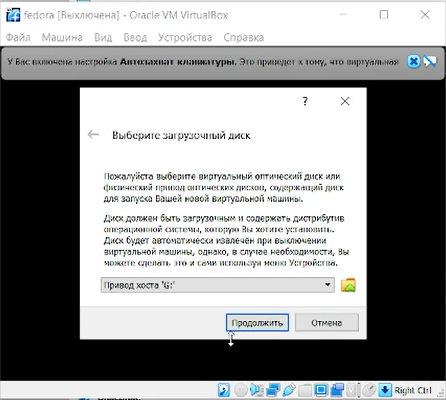 fedora [Выключена] - Oracle VM VirtualBox
Файл Машина Вид Ввод Устройства Справка
У Вас включена настройка Автозахват клавиатуры. Это приведет к тому, что виртуальная
?
Выберите загрузочный диск
Пожалуйста выберите виртуальный оптический диск или
физический привод оптических дисков, содержащий диск
для запуска Вашей новой виртуальной машины.
Диск должен быть загрузочным и содержать дистрибутив
операционной системы, которую Вы хотите установить.
Диск будет автоматически извлечён при выключении
виртуальной машины, однако, в случае необходимости, Вы
можете сделать это и сами используя меню Устройства.
Привод хоста 'G:'
Продолжить Отмена
Right Ctrl